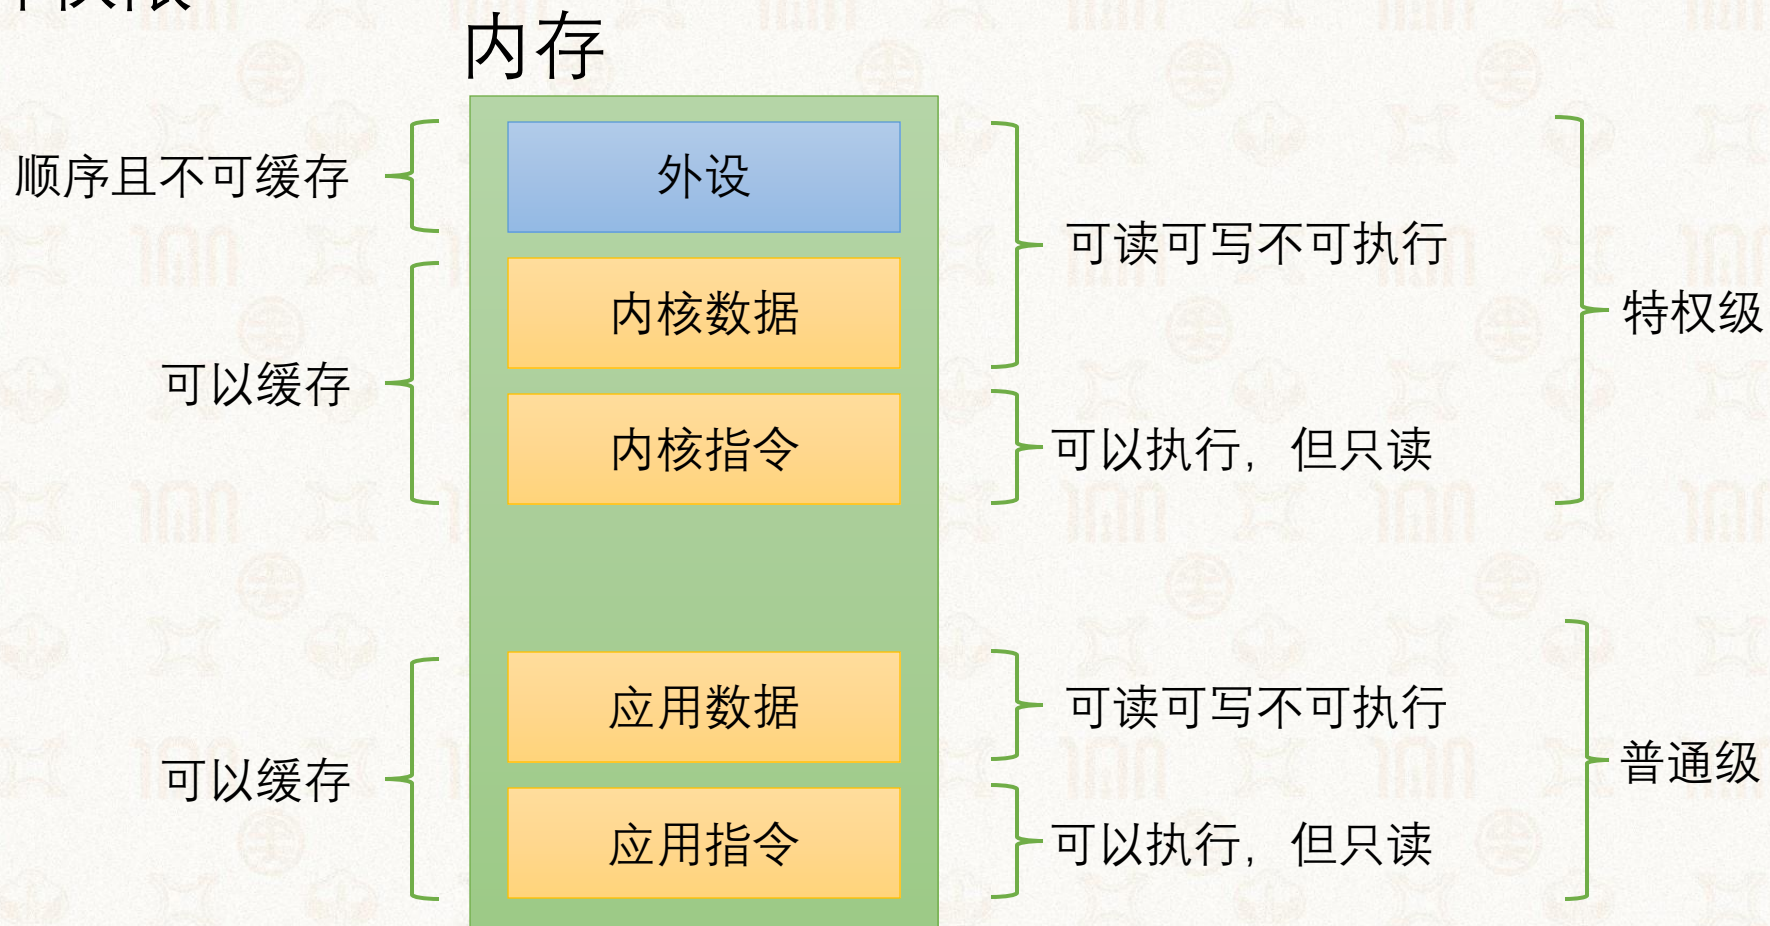 权限
内存
顺序且不可缓存
外设
可读可写不可执行
内核数据
特权级
可以缓存
内核指令
可以执行，但只读
应用数据
可读可写不可执行
普通级
可以缓存
应用指令
可以执行，但只读